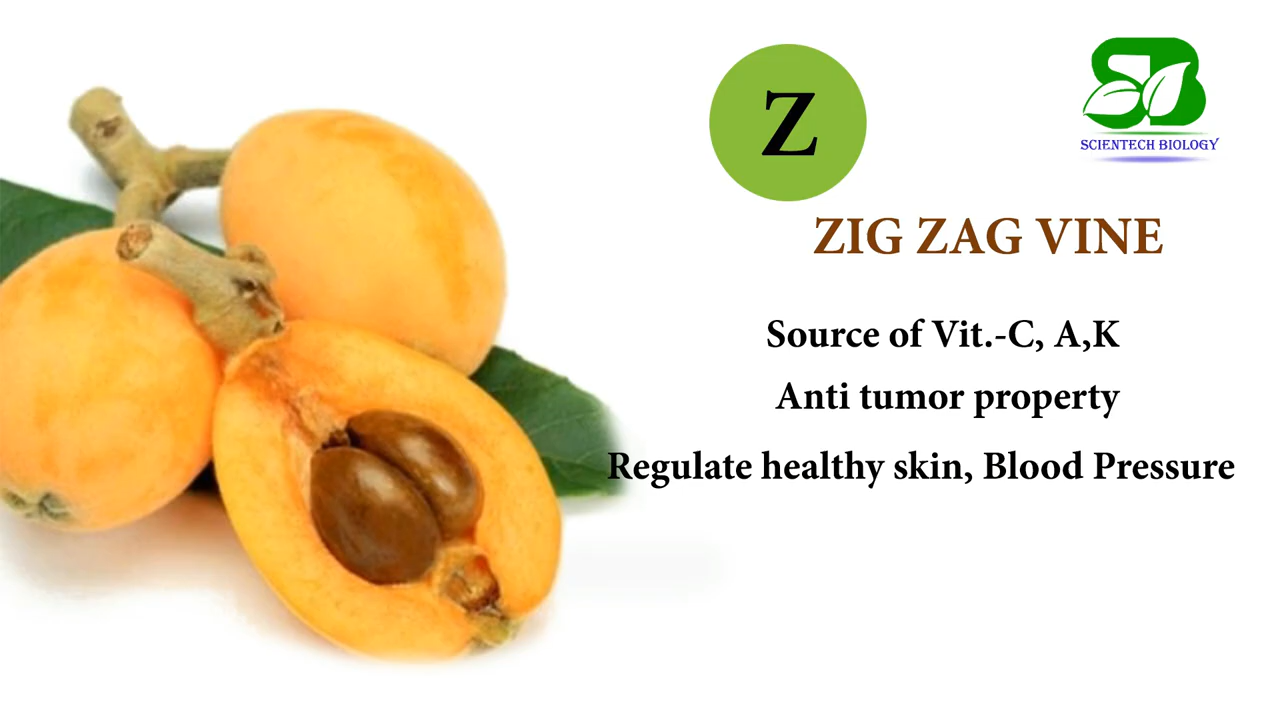 Z
SCIENTECH BIOLOGY
ZIG ZAG VINE
Source of Vit.-C, A,K
Anti tumor property
Regulate healthy skin, Blood Pressure